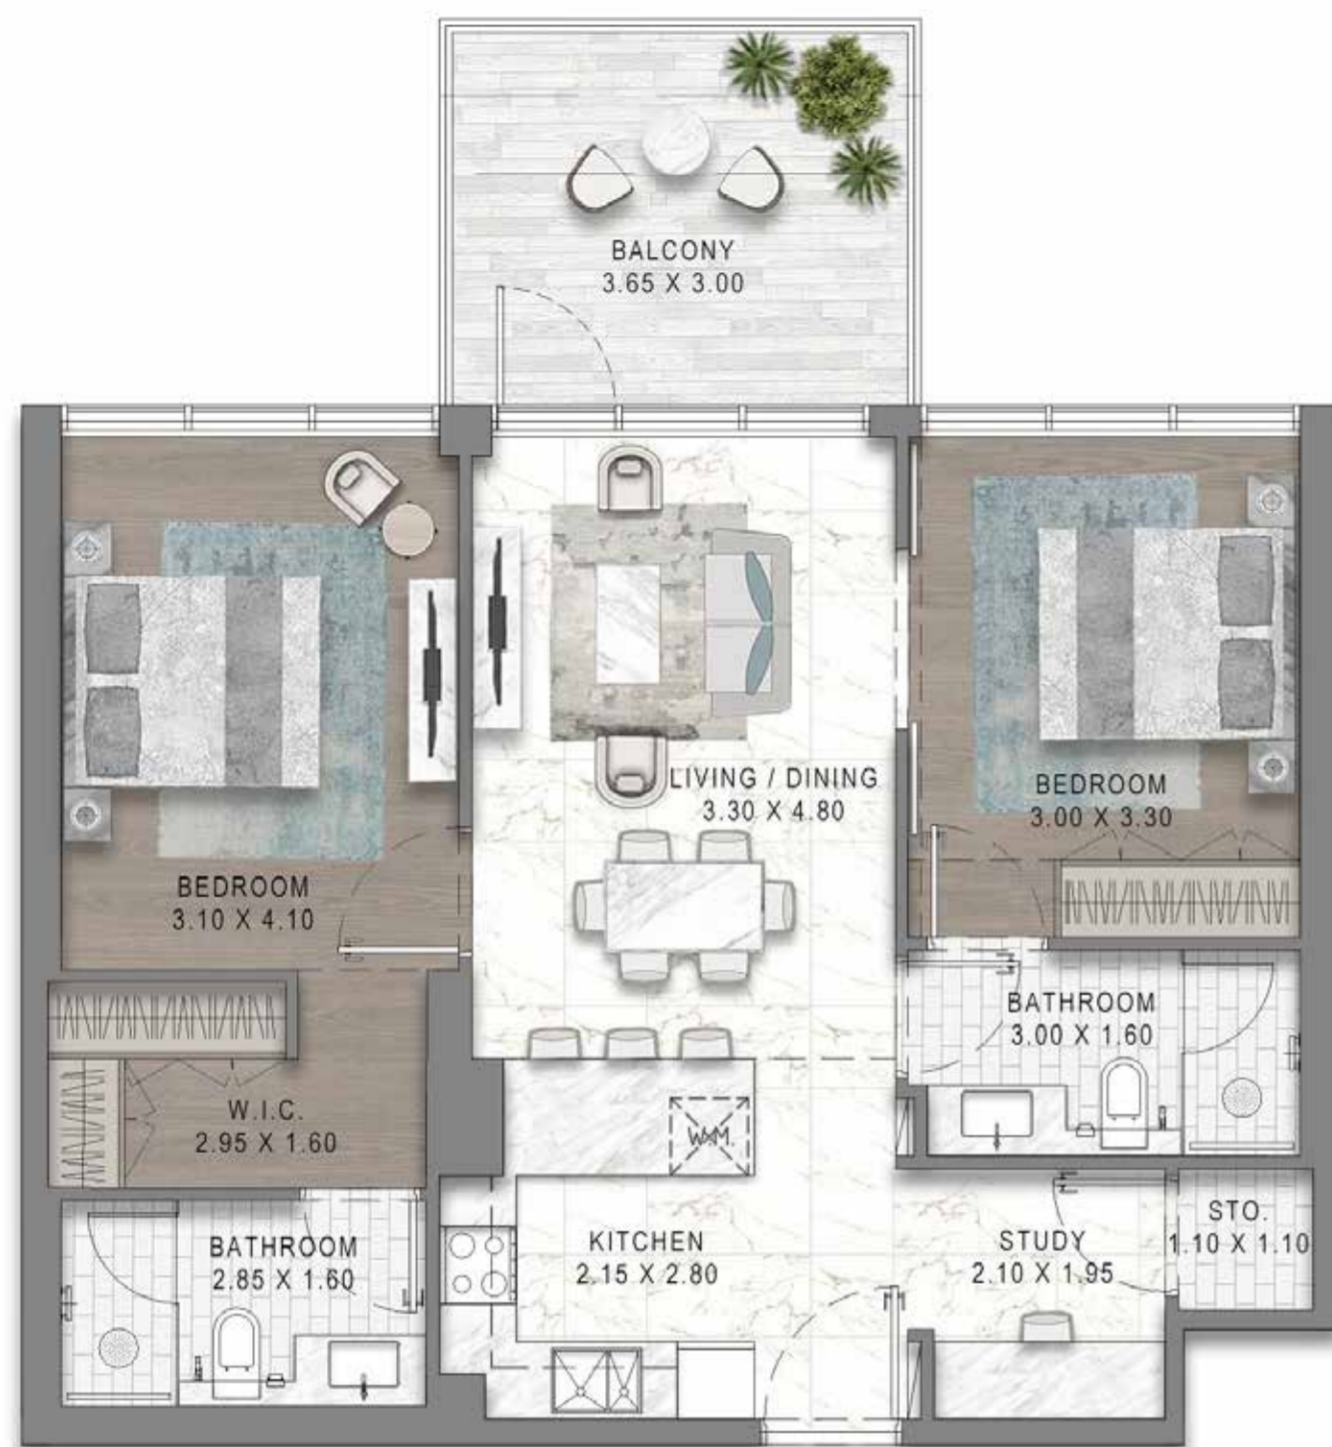 BALCONY
3.65 X 3.00
LIVING / DINING
3.30 X 4.80
BEDROOM
3.00 X 3.30
BEDROOM
3.10 X 4.10
BATHROOM
3.00 X 1.60
W.I.C.
2.95 X 1.60
W.M.
BATHROOM
2.85 X 1.60
KITCHEN
2.15 X 2.80
STUDY
2.10 X 1.95
STO.
1.10 X 1.10